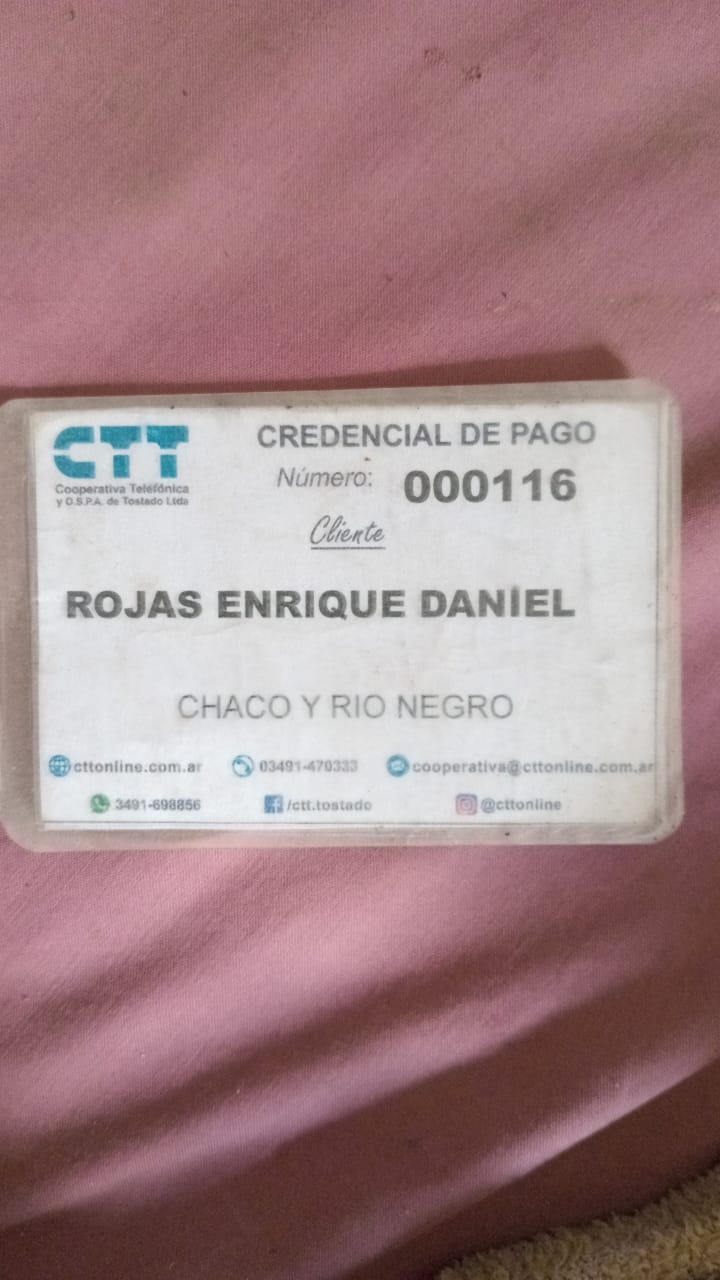 CTT
Cooperativa Telefónica
y O.S.P.A. de Tostado Ltda
CREDENCIAL DE PAGO
Número: 000116
Cliente
ROJAS ENRIQUE DANIEL
CHACO Y RIO NEGRO
cttonline.com.ar 03491-470333 cooperativa@cttonline.com.ar
3491-698856 /ctt.tostado @cttonline